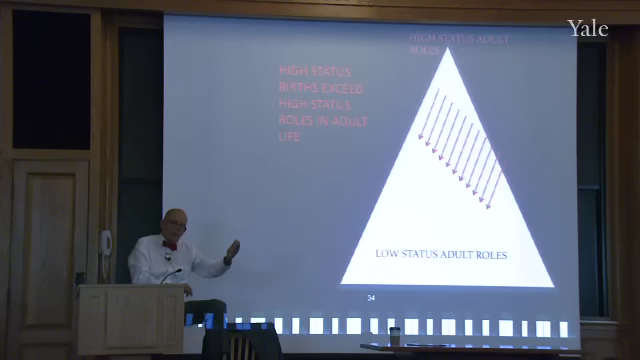 Yale
HIGH STATUS ADULT
ROLES
HIGH STATUS
BIRTHS EXCEED
HIGH STATUS
ROLES IN ADULT
LIFE
LOW STATUS ADULT ROLES
34